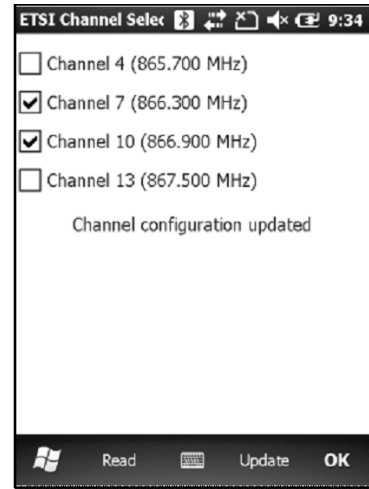 ETSI Channel Selec 9:34
Channel 4 (865.700 MHz)
Channel 7 (866.300 MHz)
Channel 10 (866.900 MHz)
Channel 13 (867.500 MHz)
Channel configuration updated
Read Update OK